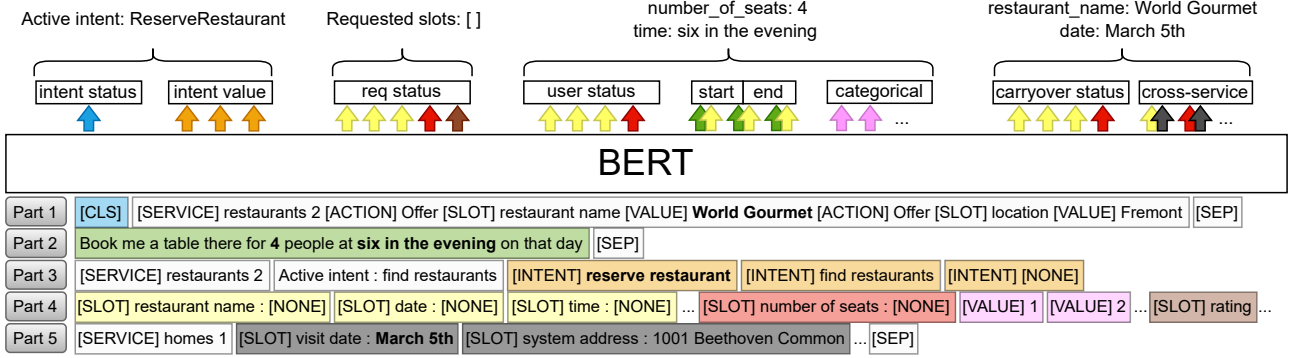 Active intent: ReserveRestaurant
Requested slots: [ ]
number_of_seats: 4
time: six in the evening
restaurant_name: World Gourmet
date: March 5th
intent status intent value req status user status start end categorical carryover status cross-service
... ...
BERT
Part 1 [CLS] [SERVICE] restaurants 2 [ACTION] Offer [SLOT] restaurant name [VALUE] World Gourmet [ACTION] Offer [SLOT] location [VALUE] Fremont [SEP]
Part 2 Book me a table there for 4 people at six in the evening on that day [SEP]
Part 3 [SERVICE] restaurants 2 Active intent : find restaurants [INTENT] reserve restaurant [INTENT] find restaurants [INTENT] [NONE]
Part 4 [SLOT] restaurant name : [NONE] [SLOT] date : [NONE] [SLOT] time : [NONE] ... [SLOT] number of seats : [NONE] [VALUE] 1 [VALUE] 2 ... [SLOT] rating ...
Part 5 [SERVICE] homes 1 [SLOT] visit date : March 5th [SLOT] system address : 1001 Beethoven Common ... [SEP]